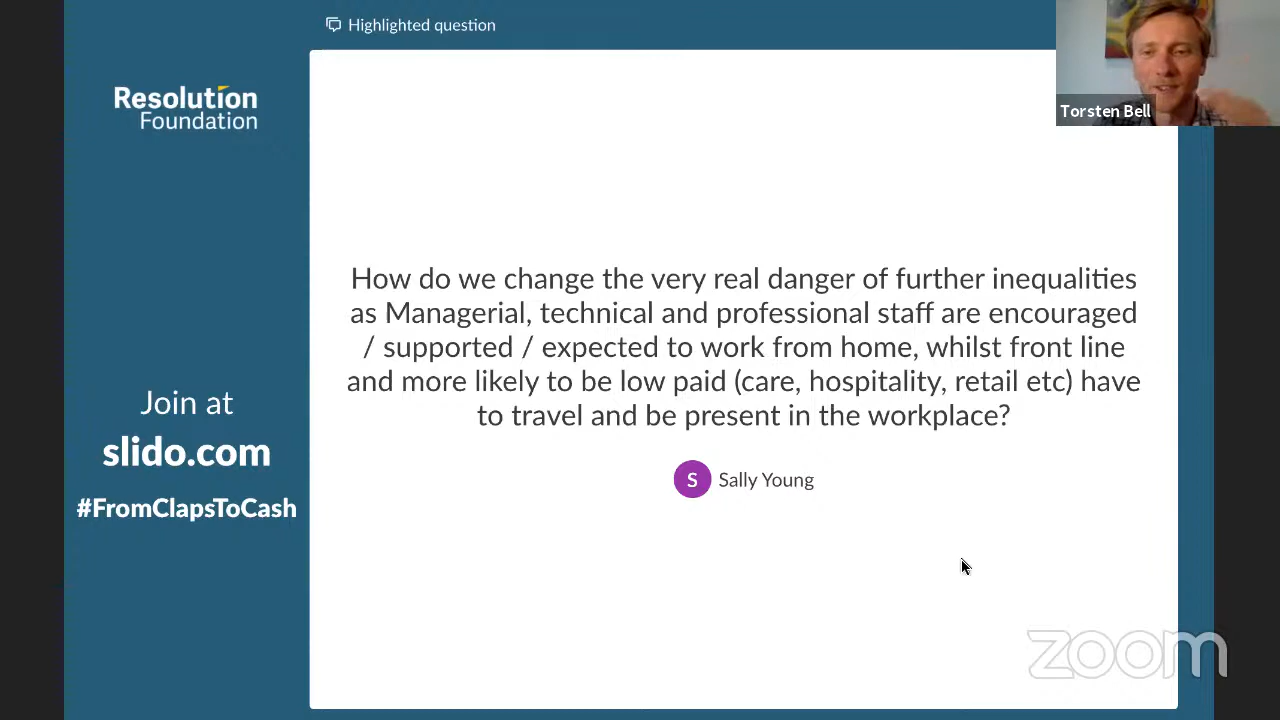 Highlighted question
Resolution
Foundation
Torsten Bell
How do we change the very real danger of further inequalities
as Managerial, technical and professional staff are encouraged
/ supported / expected to work from home, whilst front line
and more likely to be low paid (care, hospitality, retail etc) have
to travel and be present in the workplace?
S Sally Young
Join at
slido.com
#FromClapsToCash
zoom